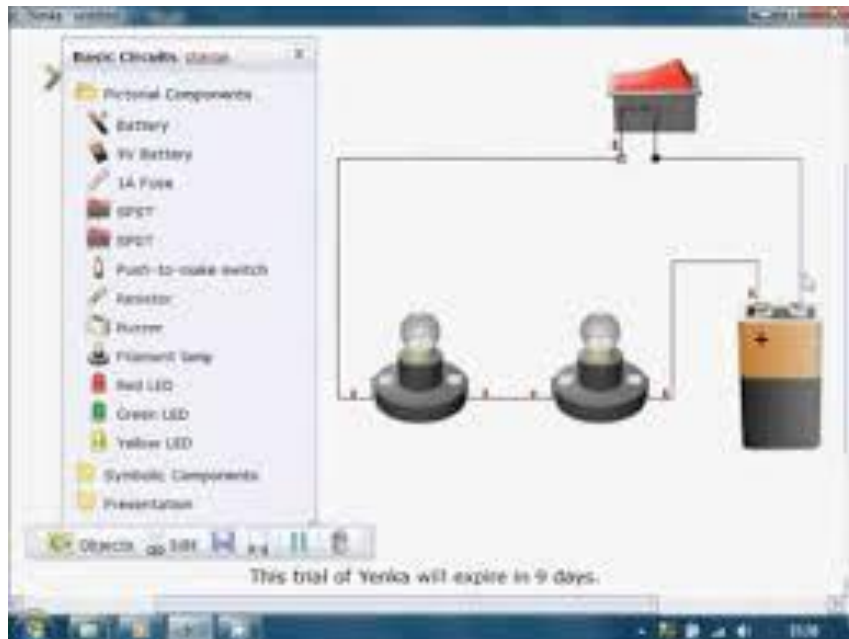 Yenka
Basic Circuits
Pictorial Components
Battery
9V Battery
1A Fuse
SPST
SPDT
Push-to-make switch
Resistor
Buzzer
Filament lamp
Red LED
Green LED
Yellow LED
Symbolic Components
Presentation
Objects Edit
This trial of Yenka will expire in 9 days.